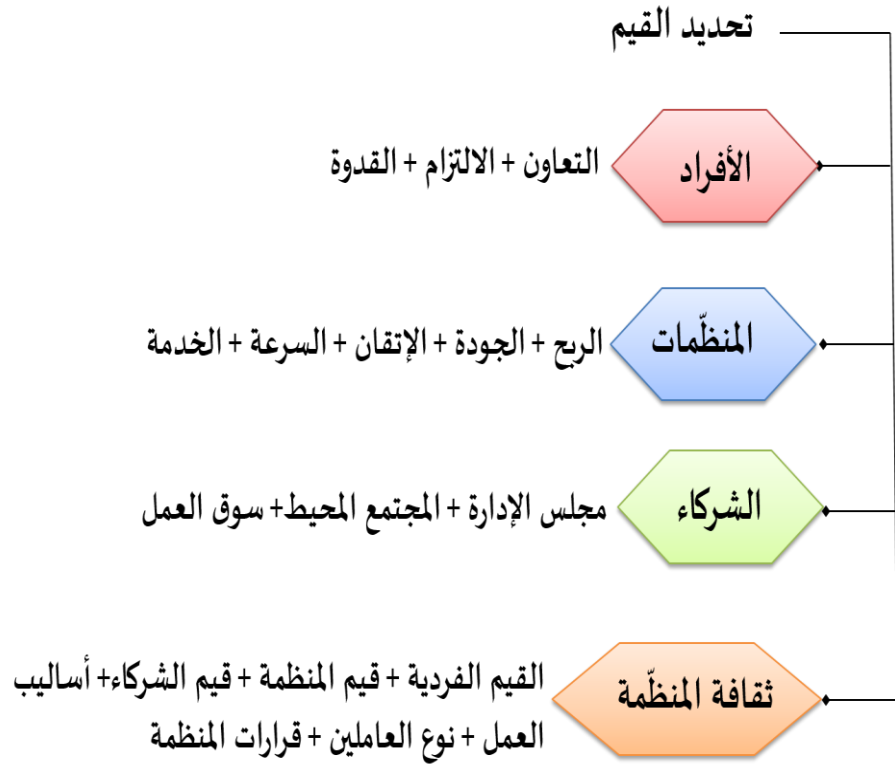 تحديد القيم
الأفراد
التعاون + الالتزام + القدوة
المنظّمات
الربح + الجودة + الإتقان + السرعة + الخدمة
الشركاء
مجلس الإدارة + المجتمع المحيط+ سوق العمل
ثقافة المنظّمة
القيم الفردية + قيم المنظمة + قيم الشركاء+ أساليب
العمل + نوع العاملين + قرارات المنظمة